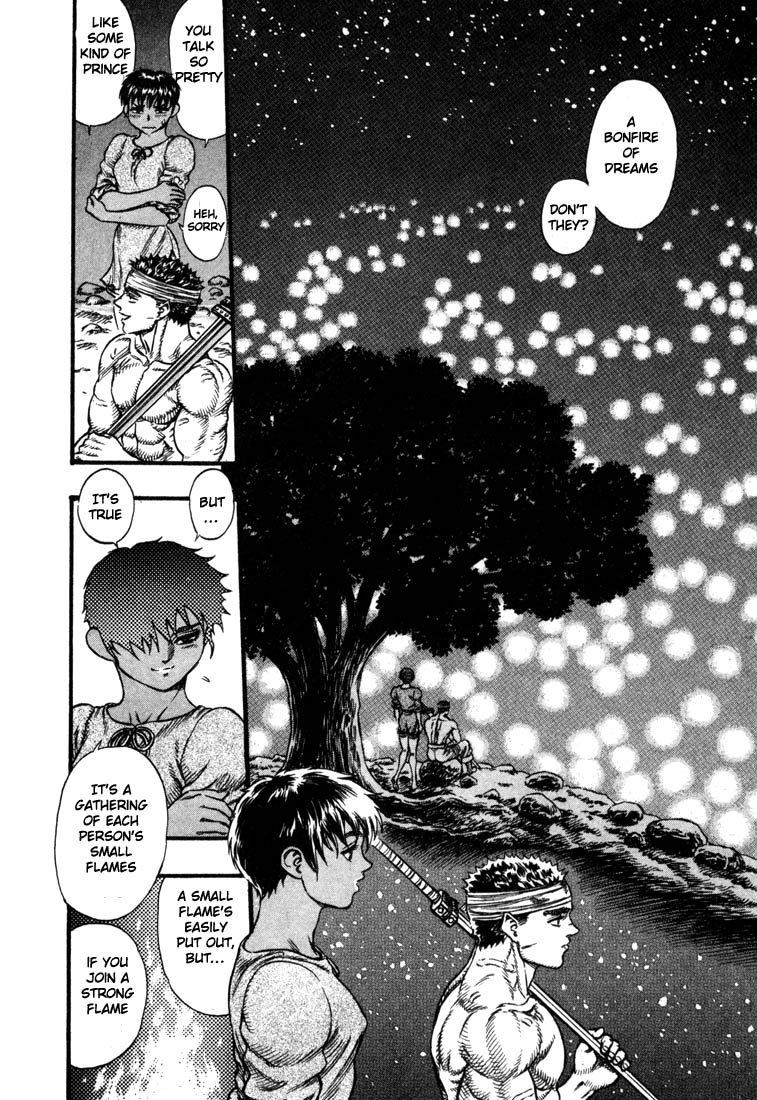 A
BONFIRE
OF
DREAMS
DON'T
THEY?
YOU
TALK
SO
PRETTY
LIKE
SOME
KIND OF
PRINCE
HEH,
SORRY
BUT
...
IT'S
TRUE
IT'S A
GATHERING
OF EACH
PERSON'S
SMALL
FLAMES
A SMALL
FLAME'S
EASILY
PUT OUT,
BUT...
IF YOU
JOIN A
STRONG
FLAME